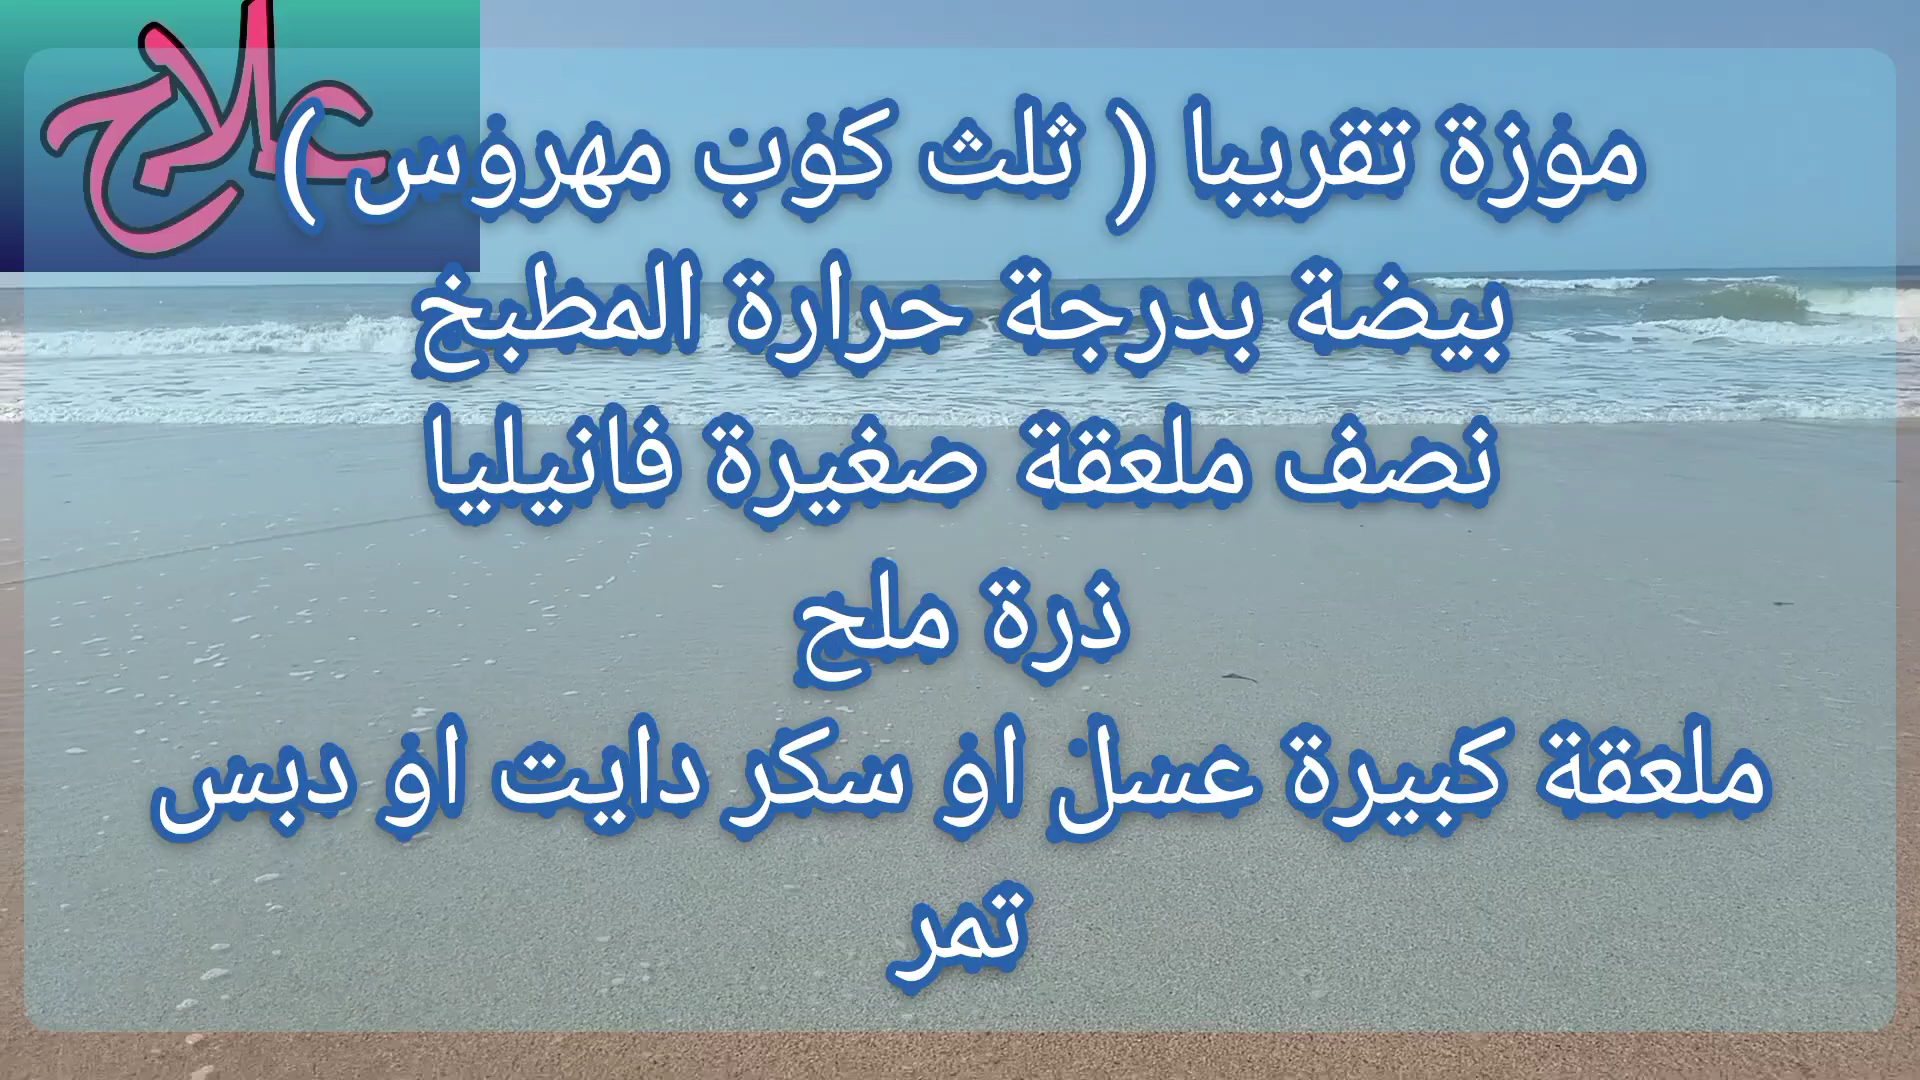 علاج
موزة تقريبا ( ثلث كوب مهروس )
بيضة بدرجة حرارة المطبخ
نصف ملعقة صغيرة فانيليا
ذرة ملح
ملعقة كبيرة عسل او سكر دايت او دبس
تمر